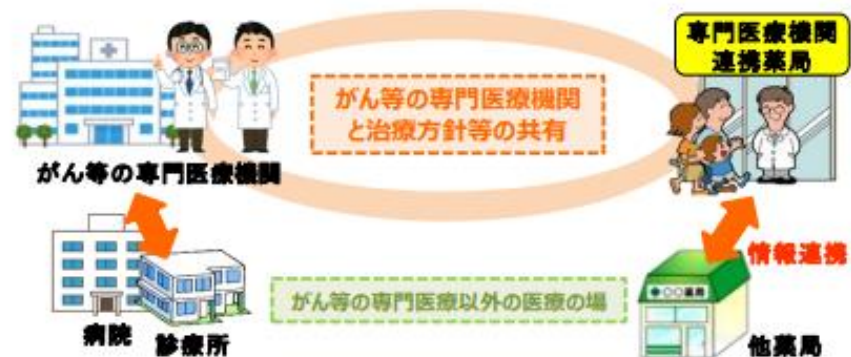 専門医療機関
連携薬局
がん等の専門医療機関
と治療方針等の共有
がん等の専門医療機関
情報連携
がん等の専門医療以外の医療の場
○○薬局
病院
診療所
他薬局